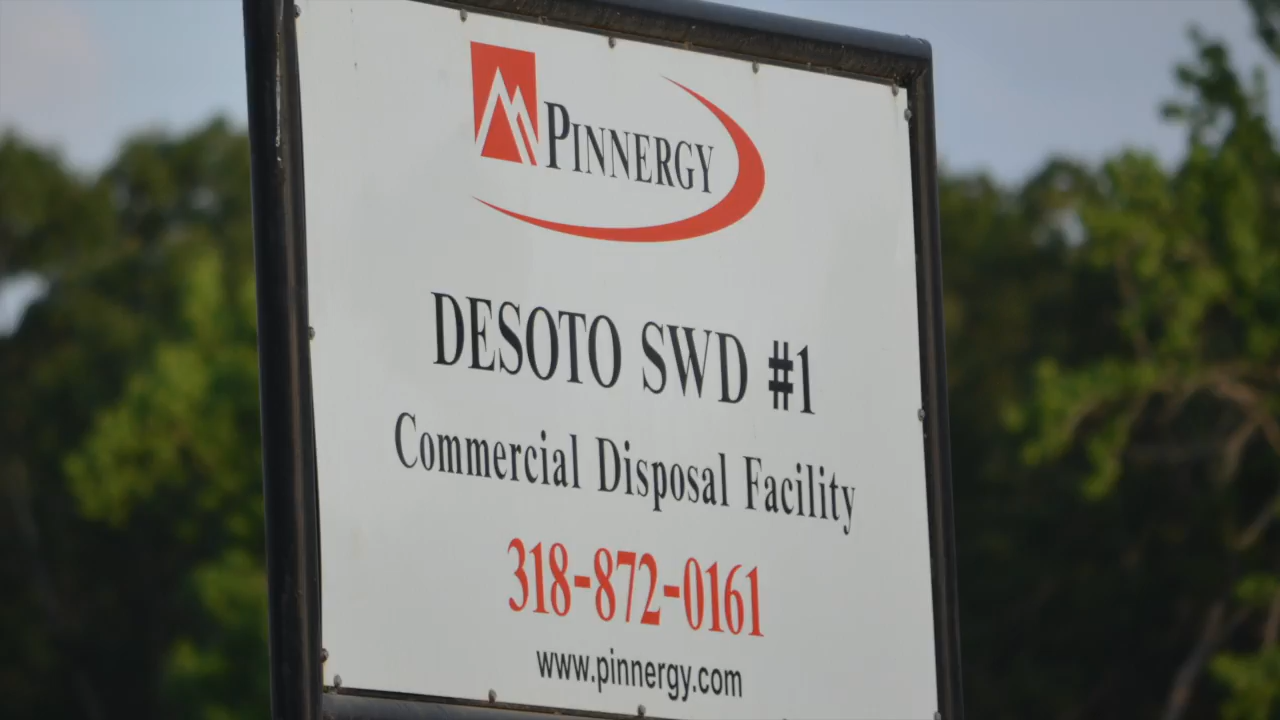 PINNERGY
DESOTO SWD #1
Commercial Disposal Facility
318-872-0161
www.pinnergy.com